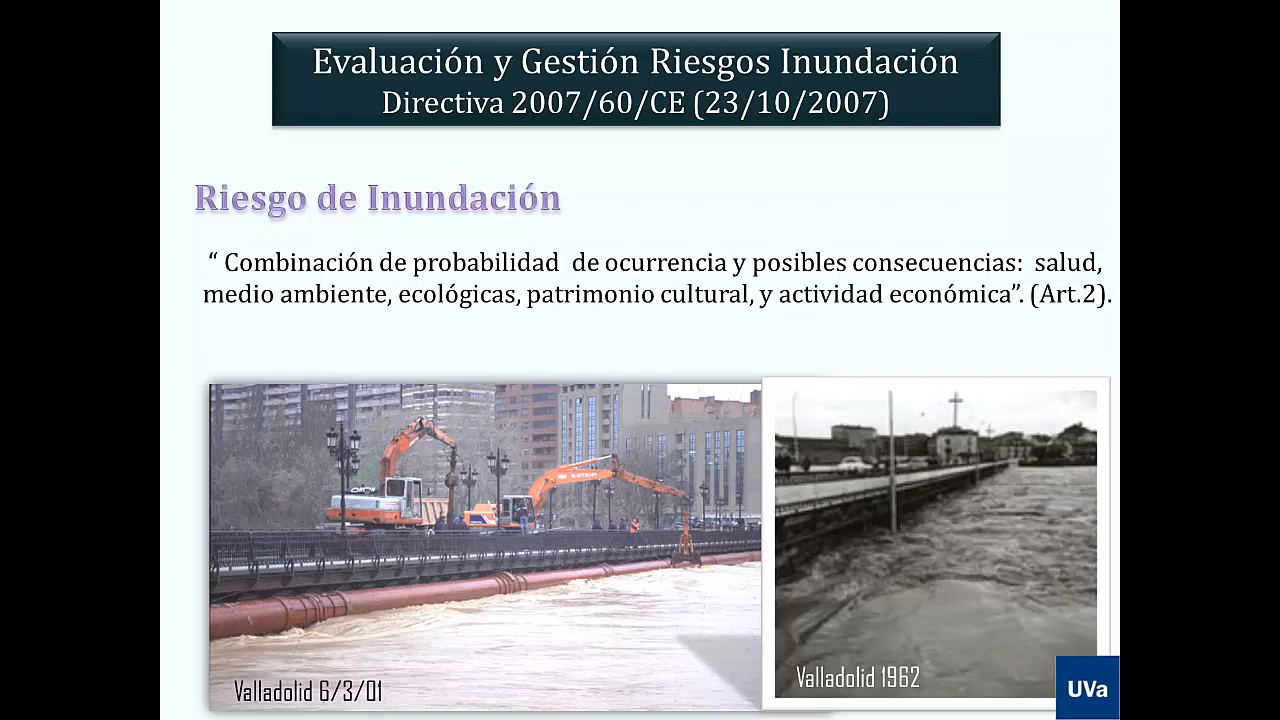 Evaluación y Gestión Riesgos Inundación
Directiva 2007/60/CE (23/10/2007)
Riesgo de Inundación
“ Combinación de probabilidad de ocurrencia y posibles consecuencias: salud,
medio ambiente, ecológicas, patrimonio cultural, y actividad económica”. (Art.2).
Valladolid 6/3/01
Valladolid 1962
UVa